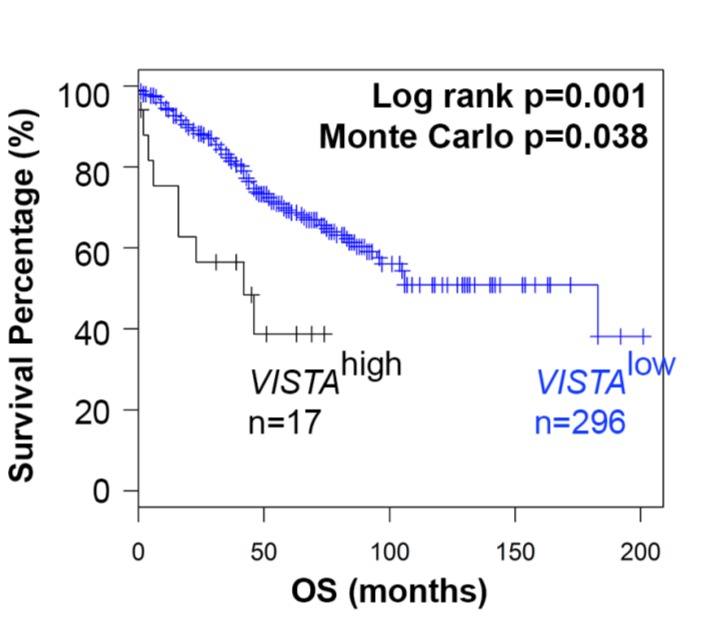 Log rank p=0.001
Monte Carlo p=0.038
Survival Percentage (%)
100
80
60
40
20
0
VISTAhigh
n=17
VISTAlow
n=296
0 50 100 150 200
OS (months)